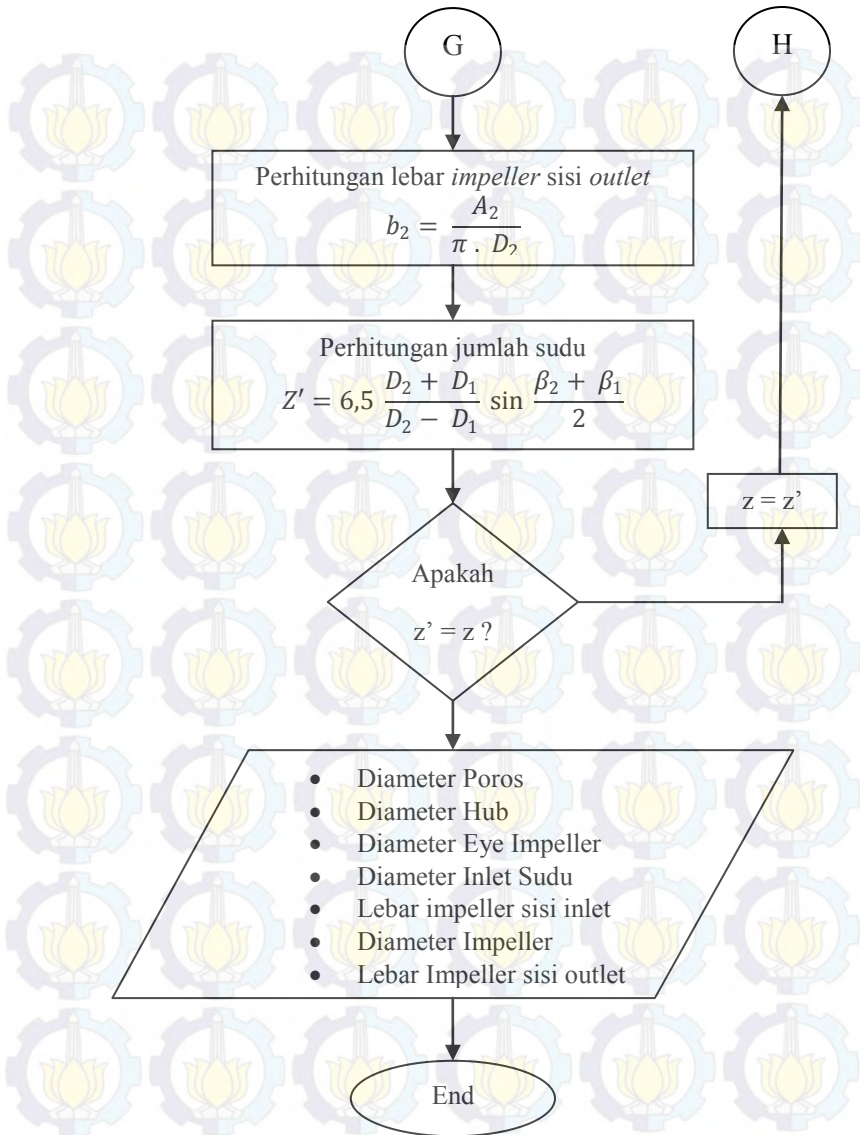 G
H
Perhitungan lebar impeller sisi outlet
b₂ = A₂ / π . D₂
Perhitungan jumlah sudu
Z′ = 6,5 (D₂ + D₁)/(D₂ − D₁) sin (β₂ + β₁)/2
z = z’
Apakah
z’ = z ?
• Diameter Poros
• Diameter Hub
• Diameter Eye Impeller
• Diameter Inlet Sudu
• Lebar impeller sisi inlet
• Diameter Impeller
• Lebar Impeller sisi outlet
End